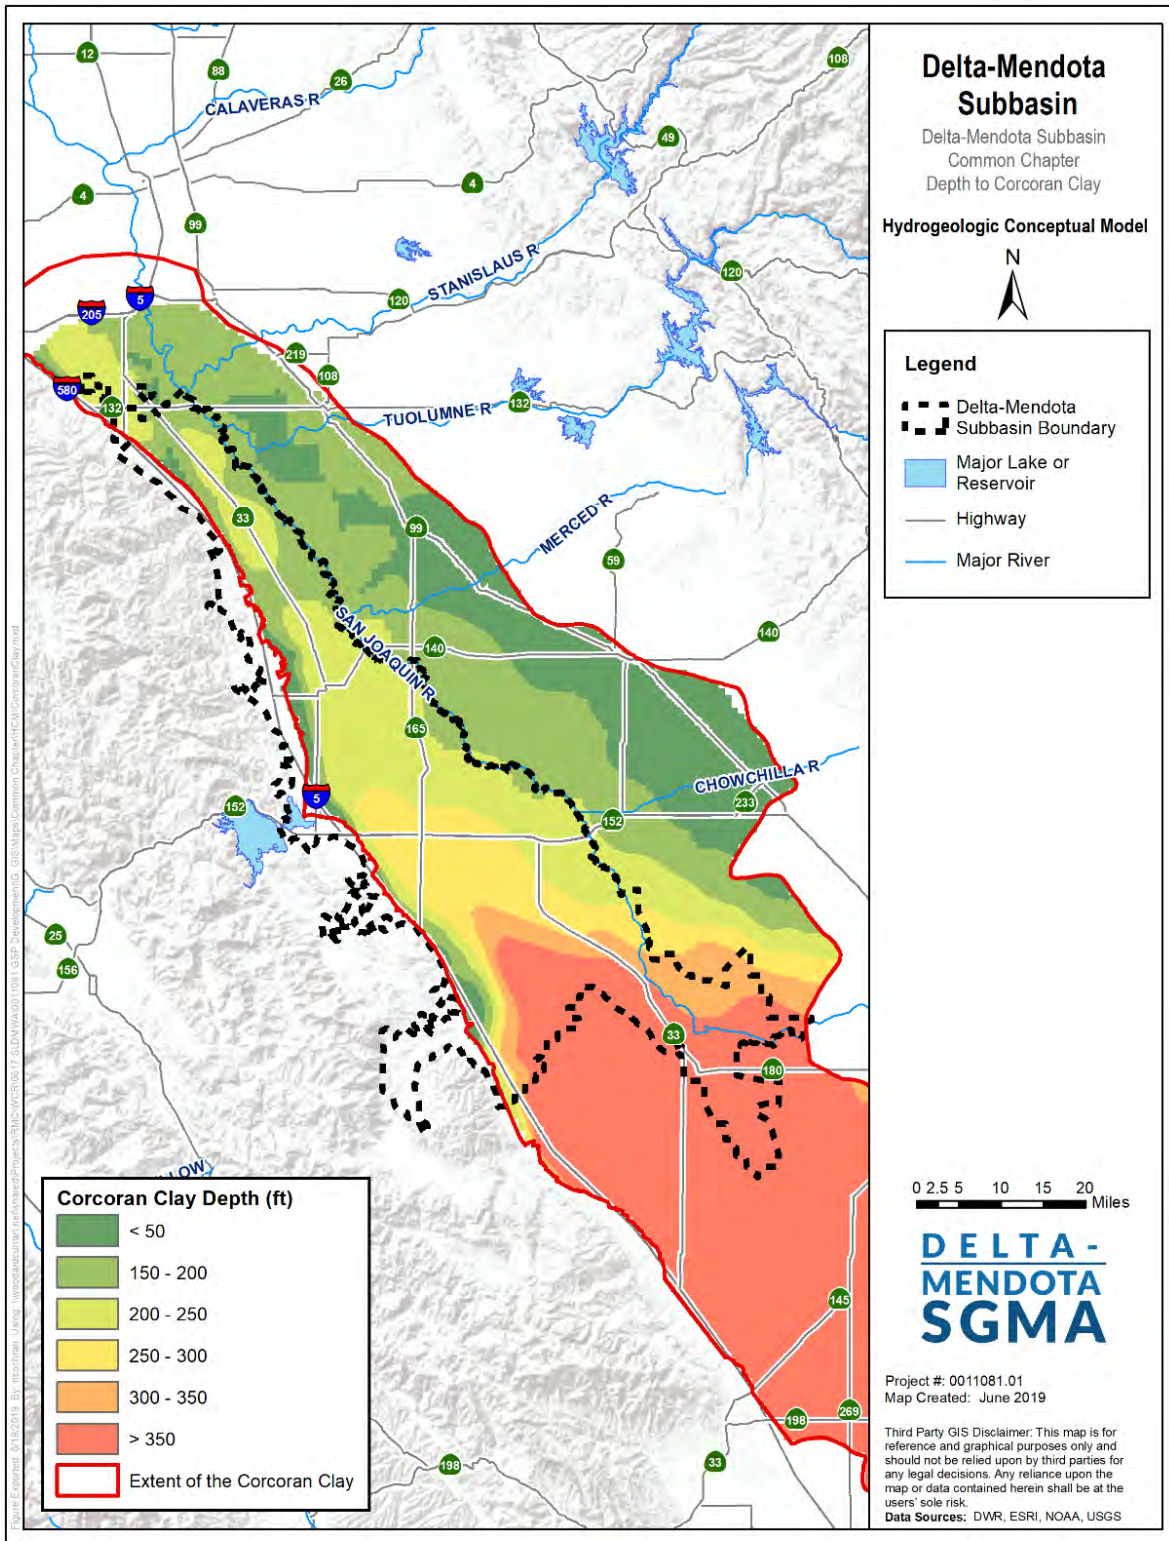 Delta-Mendota
Subbasin
Delta-Mendota Subbasin
Common Chapter
Depth to Corcoran Clay
Hydrogeologic Conceptual Model
N
Legend
Delta-Mendota
Subbasin Boundary
Major Lake or
Reservoir
Highway
Major River
0 2.5 5 10 15 20
Miles
DELTA-
MENDOTA
SGMA
Project #: 0011081.01
Map Created: June 2019
Third Party GIS Disclaimer: This map is for
reference and graphical purposes only and
should not be relied upon by third parties for
any legal decisions. Any reliance upon the
map or data contained herein shall be at the
users' sole risk.
Data Sources: DWR, ESRI, NOAA, USGS
12
88
26
108
CALAVERAS R
49
4
4
99
STANISLAUS R
120
120
5
205
219
108
580
132
TUOLUMNE R
132
33
99
MERCED R
59
SAN JOAQUIN R
140
140
165
CHOWCHILLA R
233
5
152
152
25
156
33
180
LLOW
145
269
198
198
33
Corcoran Clay Depth (ft)
< 50
150 - 200
200 - 250
250 - 300
300 - 350
> 350
Extent of the Corcoran Clay